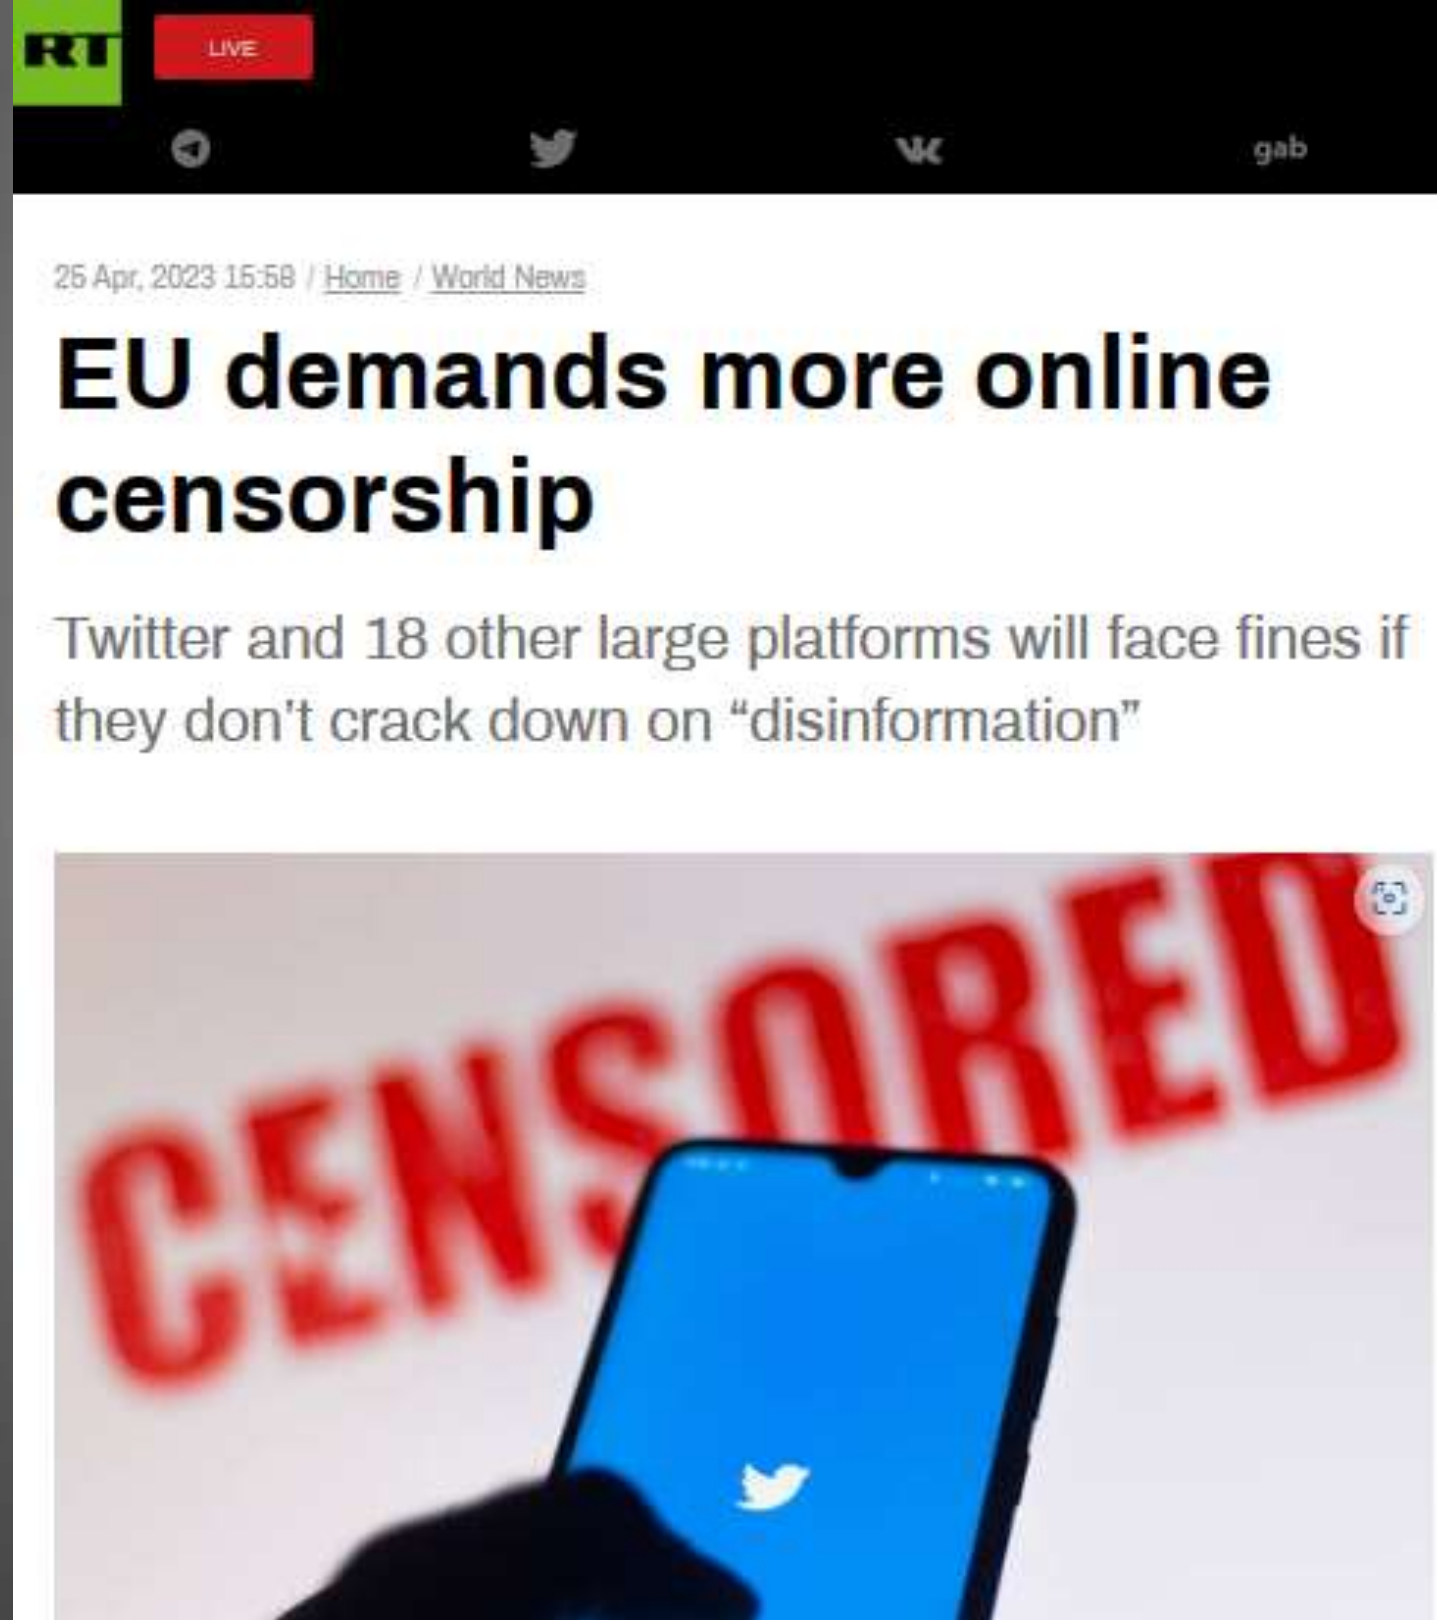 RT
LIVE
gab
25 Apr, 2023 15:58 / Home / World News
EU demands more online
censorship
Twitter and 18 other large platforms will face fines if
they don't crack down on “disinformation”
CENSORED